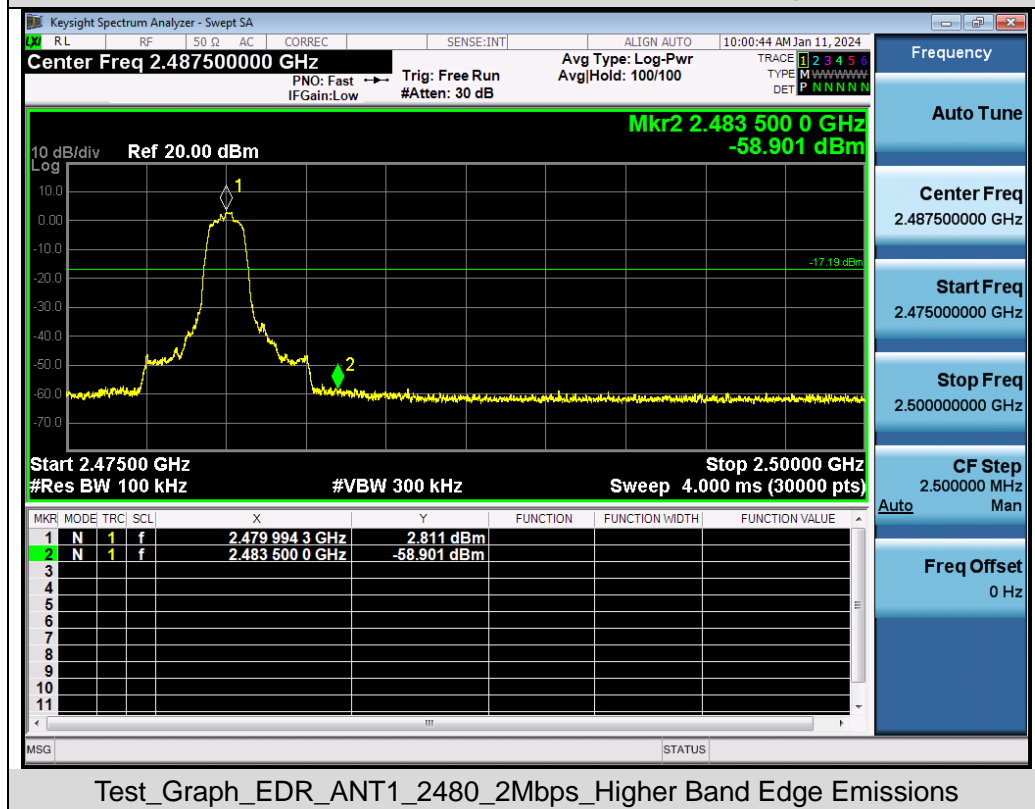 Keysight Spectrum Analyzer - Swept SA
LXI RL RF 50 Ω AC CORREC SENSE:INT ALIGN AUTO 10:00:44 AM Jan 11, 2024
Center Freq 2.487500000 GHz
PNO: Fast
IFGain:Low
Trig: Free Run
#Atten: 30 dB
Avg Type: Log-Pwr
Avg|Hold: 100/100
TRACE 1 2 3 4 5 6
TYPE M WWWWW
DET P N N N N N
Mkr2 2.483 500 0 GHz
-58.901 dBm
10 dB/div Ref 20.00 dBm
Log
10.0
0.00
-10.0
-20.0
-30.0
-40.0
-50.0
-60.0
-70.0
1
-17.19 dBm
2
Start 2.47500 GHz Stop 2.50000 GHz
#Res BW 100 kHz #VBW 300 kHz Sweep 4.000 ms (30000 pts)
MKR MODE TRC SCL X Y FUNCTION FUNCTION WIDTH FUNCTION VALUE
1 N 1 f 2.479 994 3 GHz 2.811 dBm
2 N 1 f 2.483 500 0 GHz -58.901 dBm
3
4
5
6
7
8
9
10
11
MSG STATUS
Frequency
Auto Tune
Center Freq
2.487500000 GHz
Start Freq
2.475000000 GHz
Stop Freq
2.500000000 GHz
CF Step
2.500000 MHz
Auto Man
Freq Offset
0 Hz
Test_Graph_EDR_ANT1_2480_2Mbps_Higher Band Edge Emissions